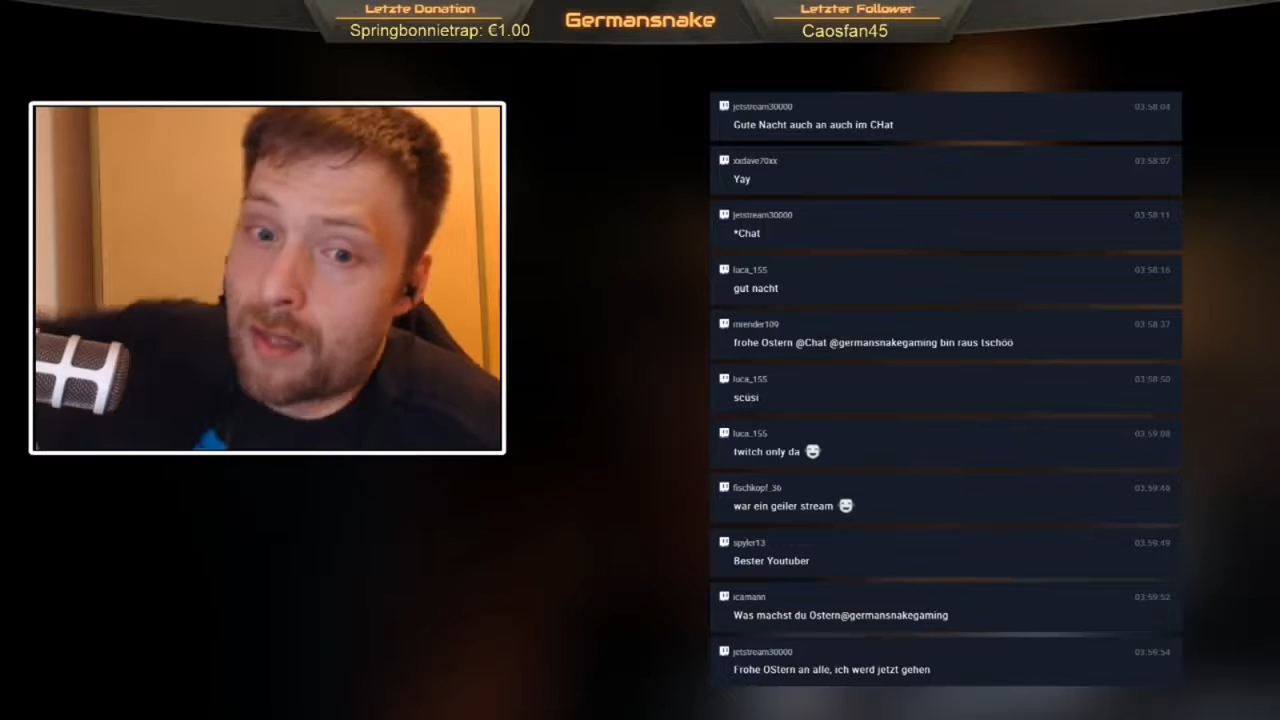 Letzte Donation
Springbonnietrap: €1.00
Germansnake
Letzter Follower
Caosfan45
jetstream30000 03:58:04
Gute Nacht auch an auch im CHat
xxdave70xx 03:58:07
Yay
jetstream30000 03:58:11
*Chat
luca_155 03:58:16
gut nacht
mrender109 03:58:37
frohe Ostern @Chat @germansnakegaming bin raus tschöö
luca_155 03:58:50
scusi
luca_155 03:59:08
twitch only da
fischkopf_36 03:59:46
war ein geiler stream
spyler13 03:59:49
Bester Youtuber
icamann 03:59:52
Was machst du Ostern@germansnakegaming
jetstream30000 03:59:54
Frohe OStern an alle, ich werd jetzt gehen